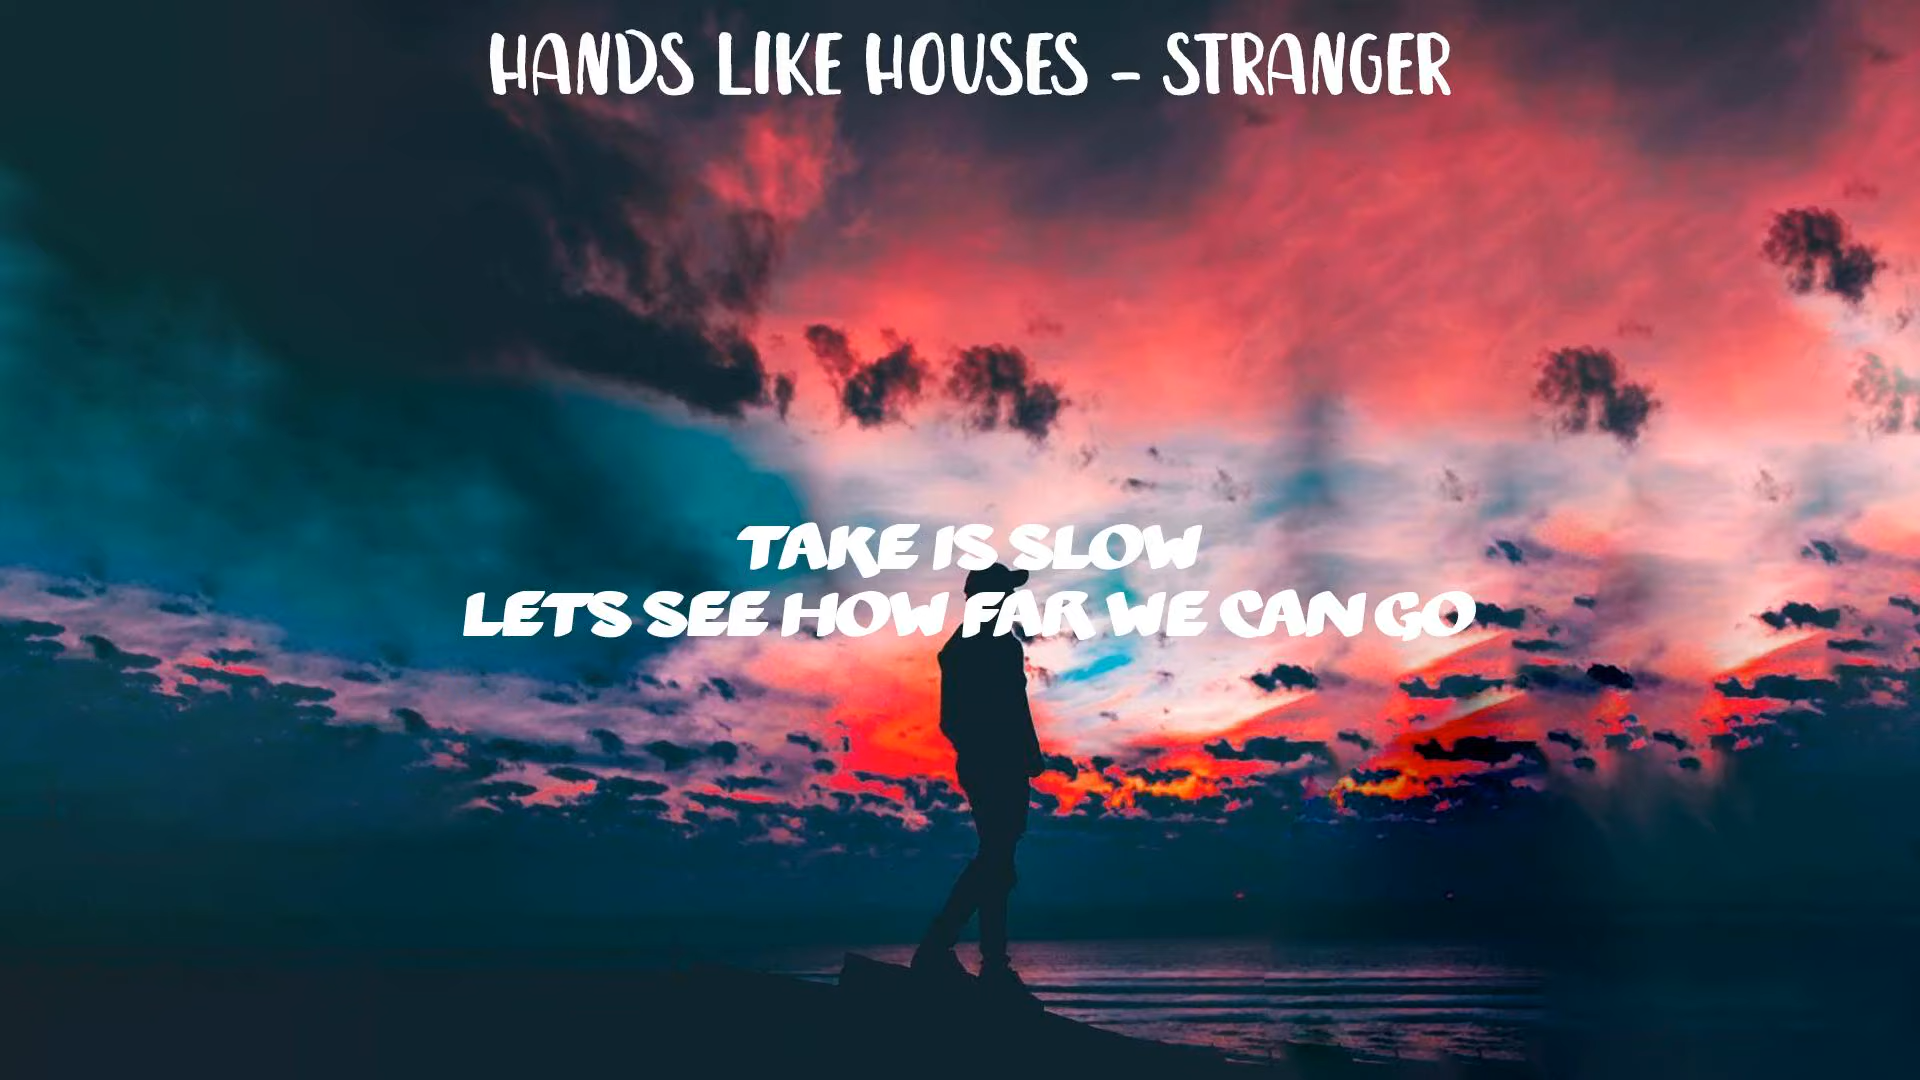 HANDS LIKE HOUSES - STRANGER
TAKE IS SLOW
LETS SEE HOW FAR WE CAN GO